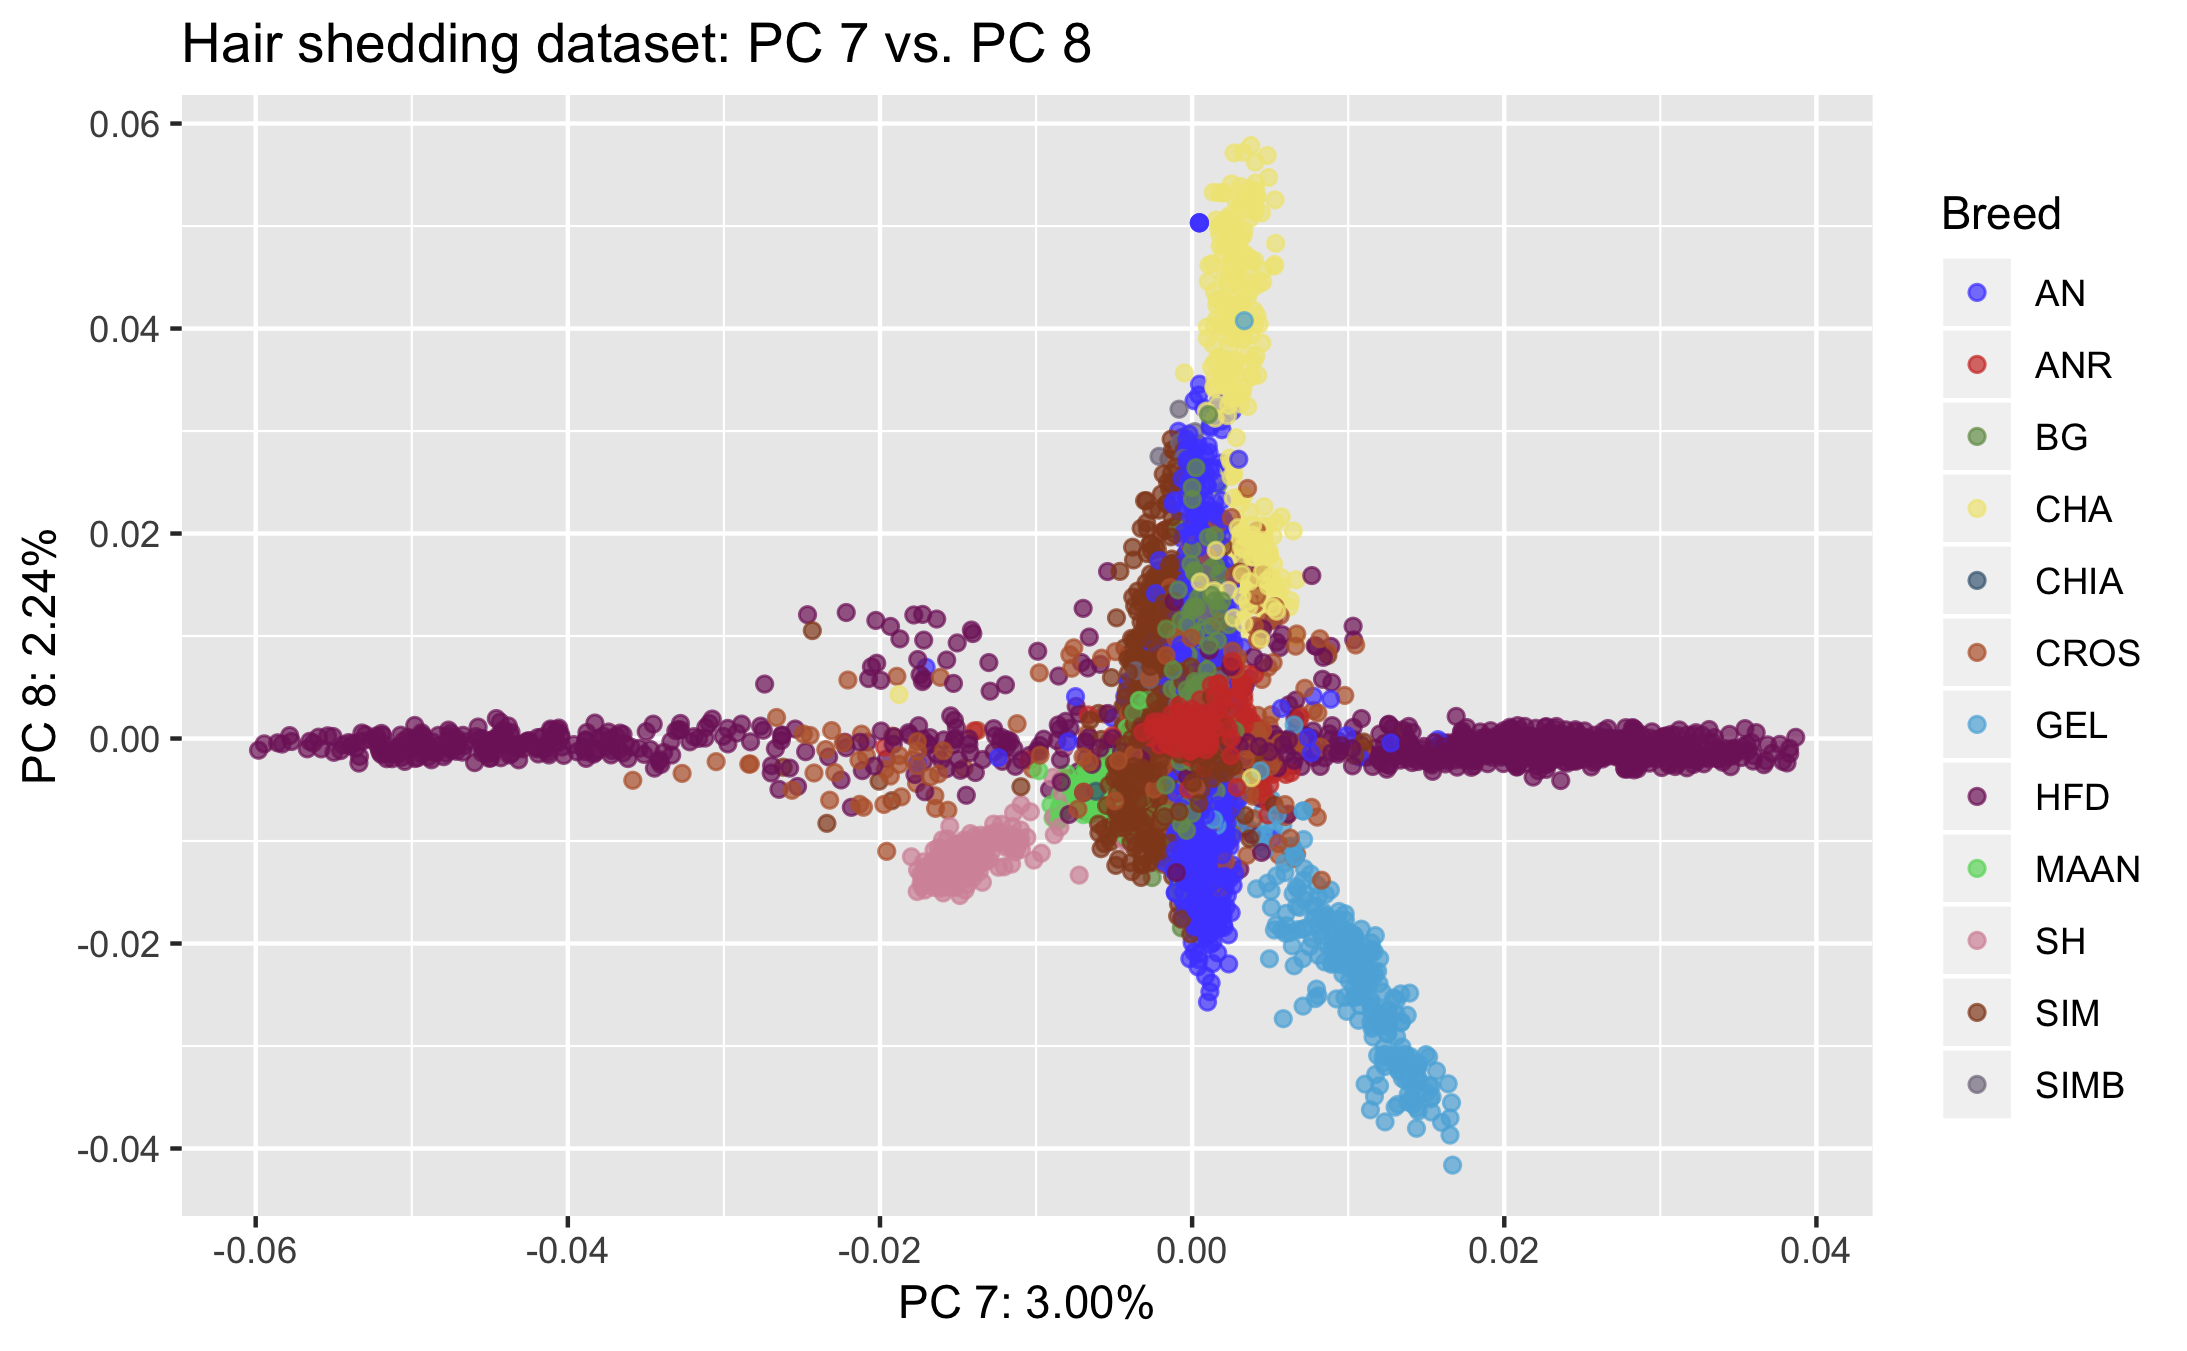 Hair shedding dataset: PC 7 vs. PC 8
0.06
0.04
0.02
0.00
-0.02
-0.04
PC 8: 2.24%
-0.06
-0.04
-0.02
0.00
0.02
0.04
PC 7: 3.00%
Breed
AN
ANR
BG
CHA
CHIA
CROS
GEL
HFD
MAAN
SH
SIM
SIMB